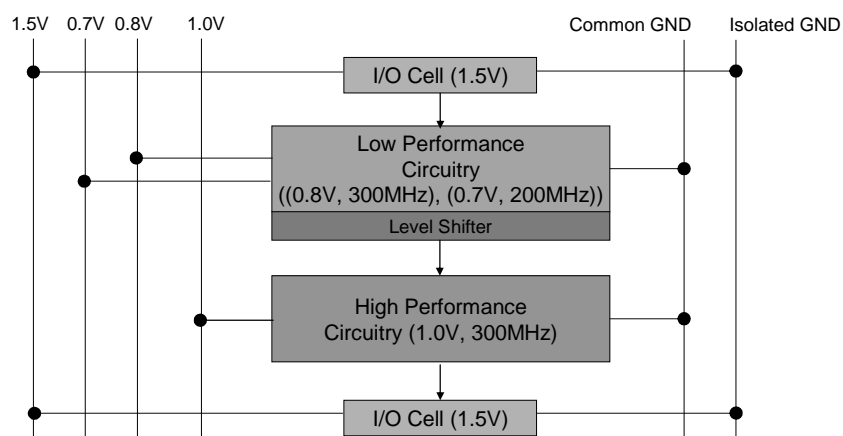 1.5V 0.7V 0.8V 1.0V Common GND Isolated GND
I/O Cell (1.5V)
Low Performance
Circuitry
((0.8V, 300MHz), (0.7V, 200MHz))
Level Shifter
High Performance
Circuitry (1.0V, 300MHz)
I/O Cell (1.5V)